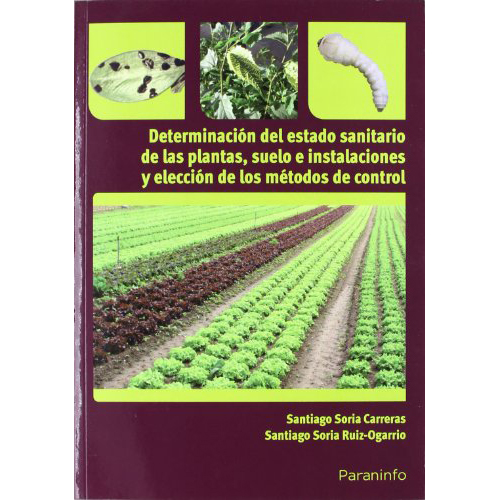 Determinación del estado sanitario
de las plantas, suelo e instalaciones
y elección de los métodos de control
Santiago Soria Carreras
Santiago Soria Ruiz-Ogarrio
Paraninfo